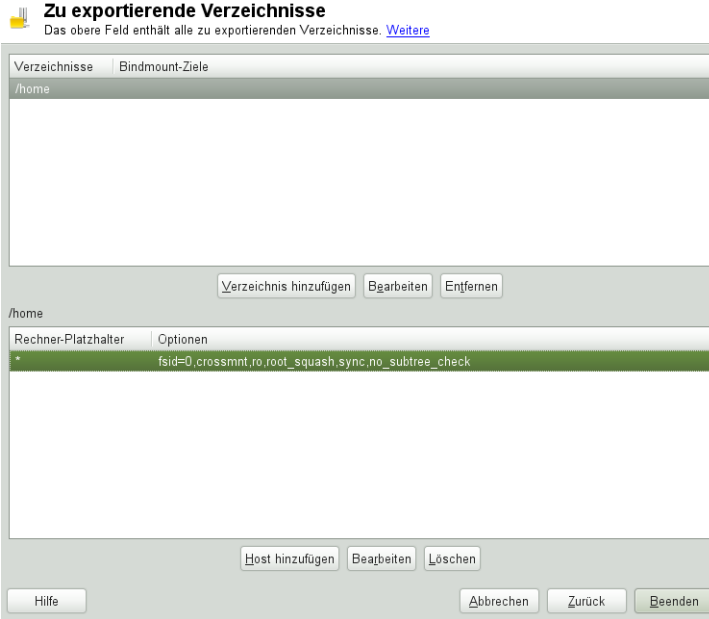 Zu exportierende Verzeichnisse
Das obere Feld enthält alle zu exportierenden Verzeichnisse. Weitere
Verzeichnisse Bindmount-Ziele
/home
Verzeichnis hinzufügen Bearbeiten Entfernen
/home
Rechner-Platzhalter Optionen
* fsid=0,crossmnt,ro,root_squash,sync,no_subtree_check
Host hinzufügen Bearbeiten Löschen
Hilfe Abbrechen Zurück Beenden